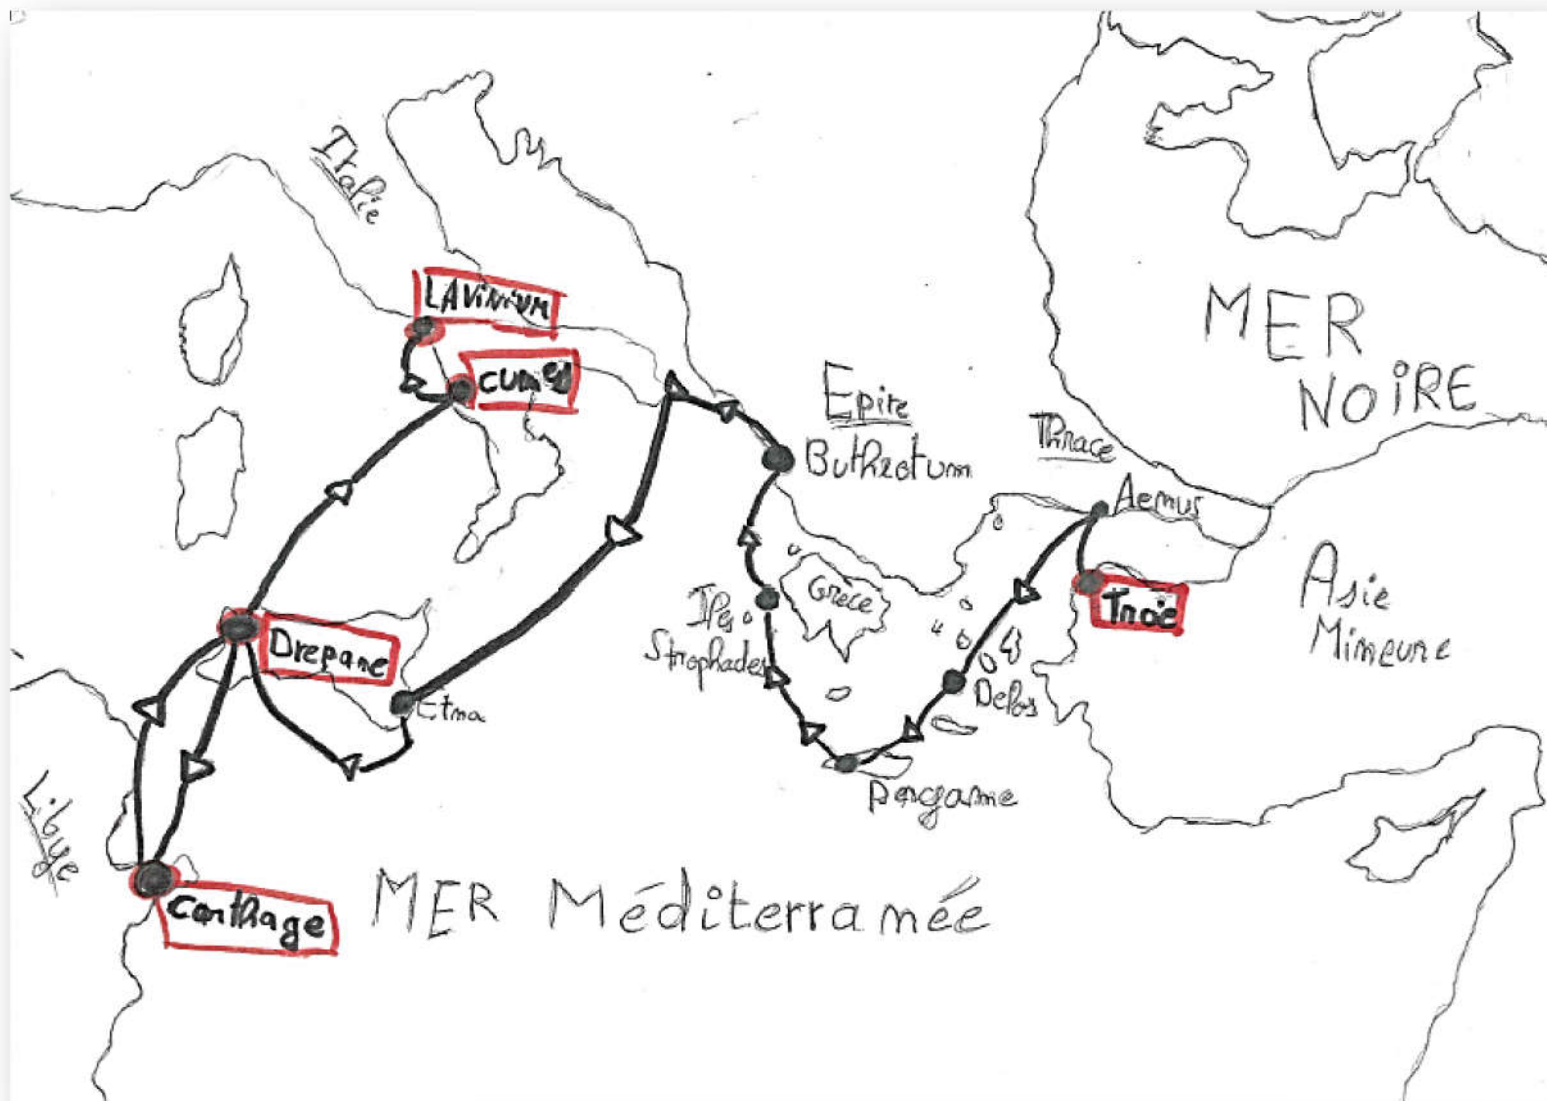 Italie
LAViNiUM
CUMES
Epire
Buthrotum
MER
NOiRE
Thrace
Aemus
Troie
Asie
Mineure
Grèce
Iles
Strophades
Drepane
Etna
Delos
Pergame
Libye
Carthage
MER Méditerranée